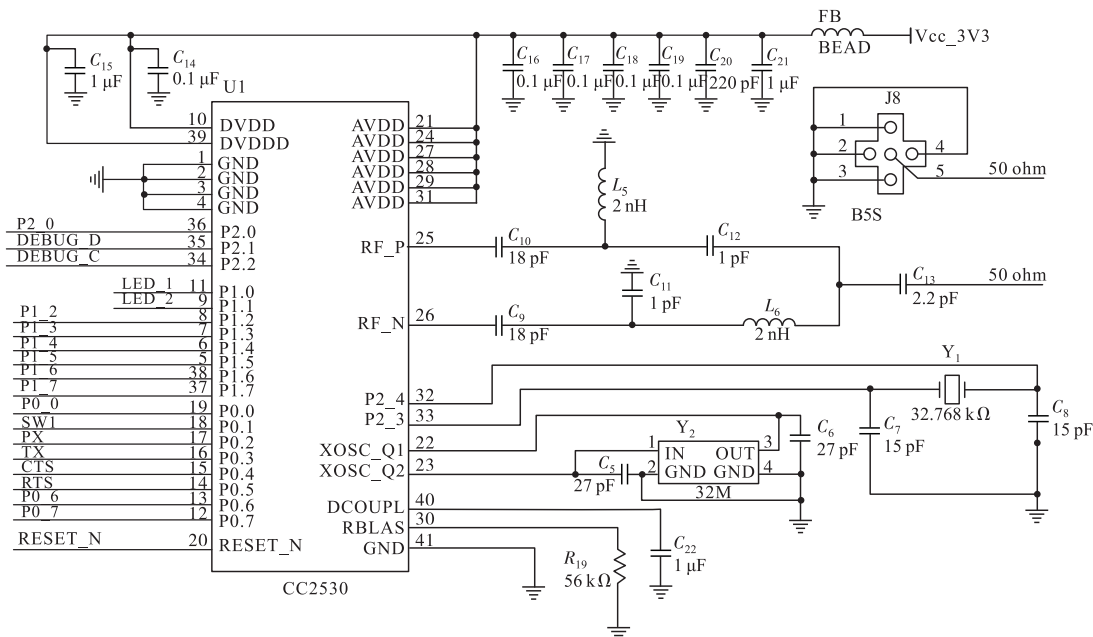 FB
BEAD
Vcc_3V3
C15
1 μF
C14
0.1 μF
C16
0.1 μF
C17
0.1 μF
C18
0.1 μF
C19
0.1 μF
C20
220 pF
C21
1 μF
U1
10 DVDD
39 DVDDD
1 GND
2 GND
3 GND
4 GND
P2_0 36 P2.0
DEBUG_D 35 P2.1
DEBUG_C 34 P2.2
LED_1 11 P1.0
LED_2 9 P1.1
P1_2 8 P1.2
P1_3 7 P1.3
P1_4 6 P1.4
P1_5 5 P1.5
P1_6 38 P1.6
P1_7 37 P1.7
P0_0 19 P0.0
SW1 18 P0.1
PX 17 P0.2
TX 16 P0.3
CTS 15 P0.4
RTS 14 P0.5
P0_6 13 P0.6
P0_7 12 P0.7
RESET_N 20 RESET_N
AVDD 21
AVDD 24
AVDD 27
AVDD 28
AVDD 29
AVDD 31
RF_P 25
RF_N 26
P2_4 32
P2_3 33
XOSC_Q1 22
XOSC_Q2 23
DCOUPL 40
RBLAS 30
GND 41
CC2530
J8
1
2
3
4
5
50 ohm
B5S
L5
2 nH
C10
18 pF
C12
1 pF
C11
1 pF
C13
2.2 pF
50 ohm
C9
18 pF
L6
2 nH
Y1
32.768 kΩ
C8
15 pF
C7
15 pF
C6
27 pF
Y2
1 IN OUT 3
2 GND GND 4
32M
C5
27 pF
C22
1 μF
R19
56 kΩ